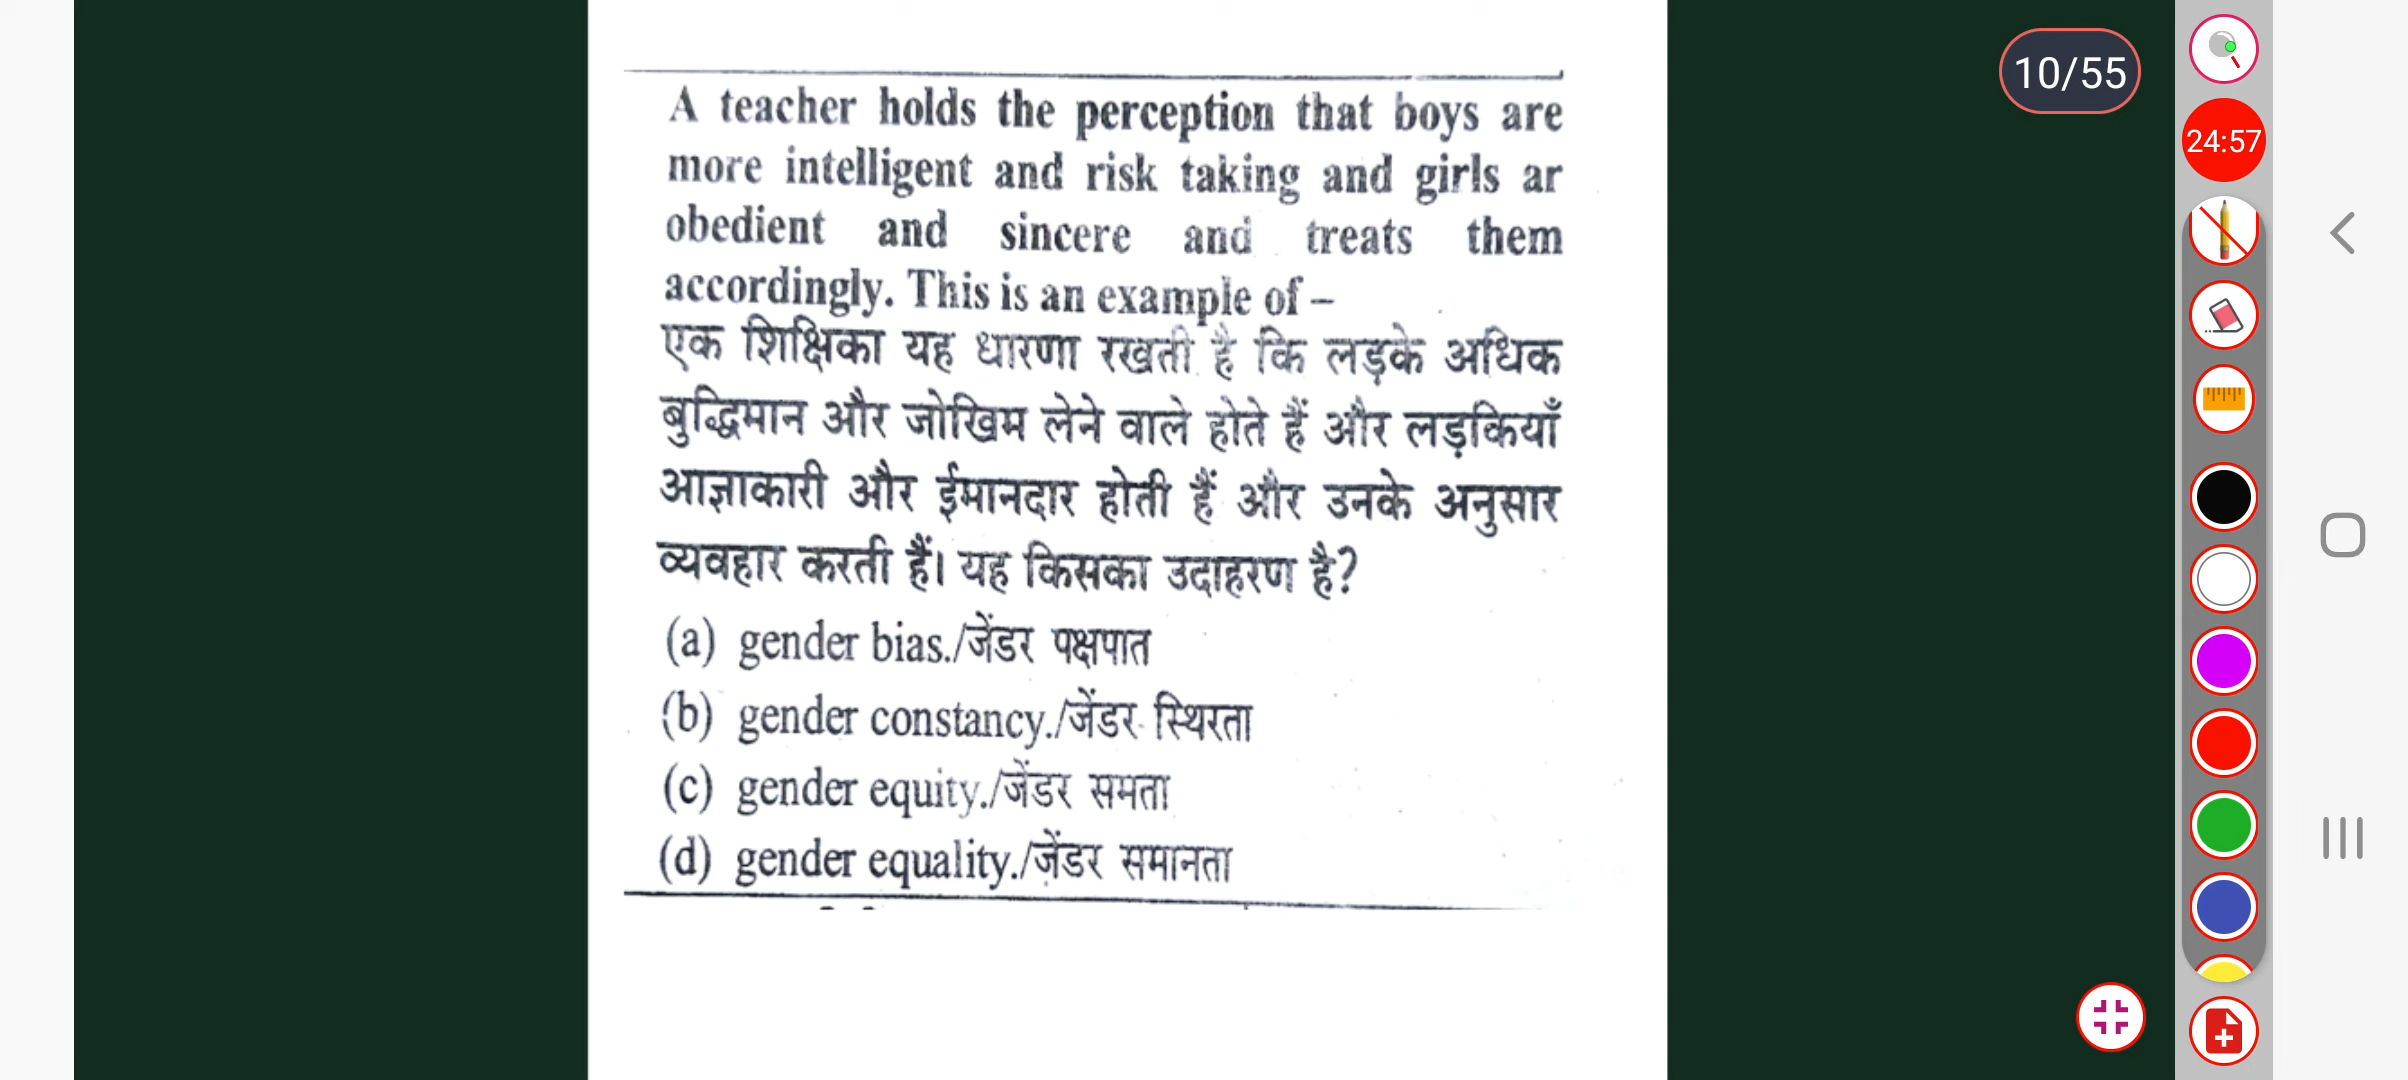 10/55
24:57
A teacher holds the perception that boys are
more intelligent and risk taking and girls ar
obedient and sincere and treats them
accordingly. This is an example of –
एक शिक्षिका यह धारणा रखती है कि लड़के अधिक
बुद्धिमान और जोखिम लेने वाले होते हैं और लड़कियाँ
आज्ञाकारी और ईमानदार होती हैं और उनके अनुसार
व्यवहार करती हैं। यह किसका उदाहरण है?
(a) gender bias./जेंडर पक्षपात
(b) gender constancy./जेंडर स्थिरता
(c) gender equity./जेंडर समता
(d) gender equality./जेंडर समानता